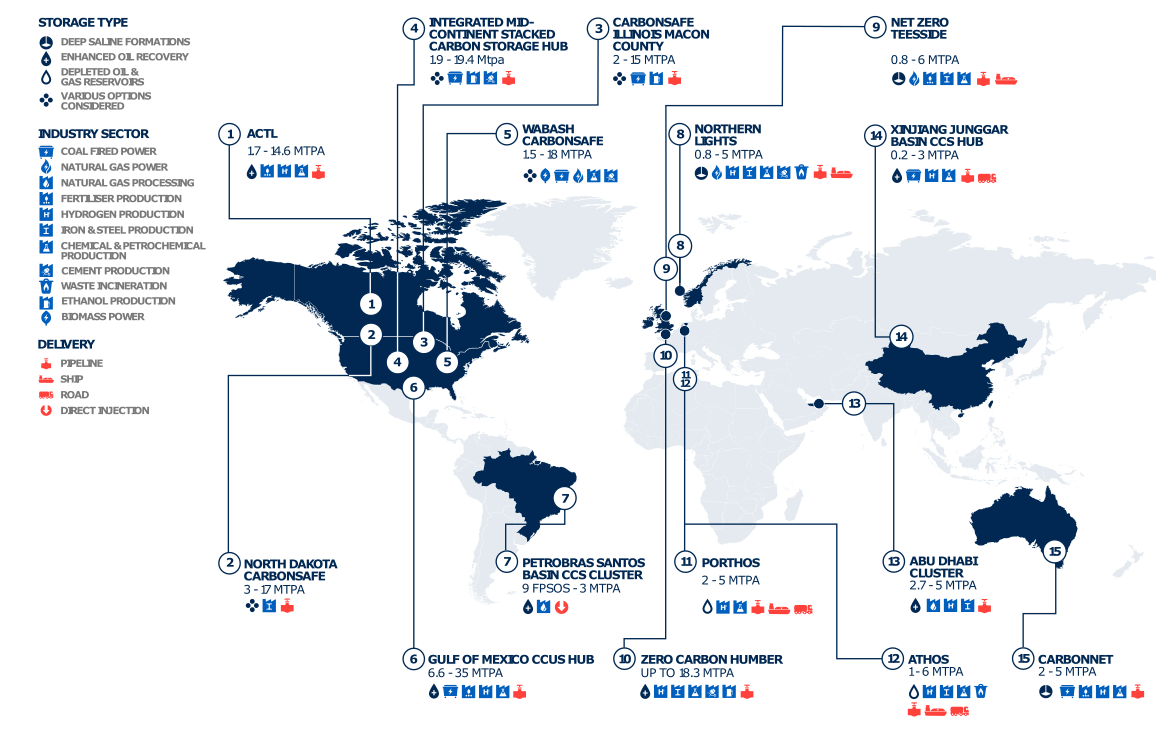 STORAGE TYPE
DEEP SALINE FORMATIONS
ENHANCED OIL RECOVERY
DEPLETED OIL &
GAS RESERVOIRS
VARIOUS OPTIONS
CONSIDERED
INDUSTRY SECTOR
COAL FIRED POWER
NATURAL GAS POWER
NATURAL GAS PROCESSING
FERTILISER PRODUCTION
HYDROGEN PRODUCTION
IRON & STEEL PRODUCTION
CHEMICAL & PETROCHEMICAL
PRODUCTION
CEMENT PRODUCTION
WASTE INCINERATION
ETHANOL PRODUCTION
BIOMASS POWER
DELIVERY
PIPELINE
SHIP
ROAD
DIRECT INJECTION
4 INTEGRATED MID-
CONTINENT STACKED
CARBON STORAGE HUB
1.9 - 19.4 Mtpa
3 CARBONSAFE
ILLINOIS MACON
COUNTY
2 - 15 MTPA
9 NET ZERO
TEESSIDE
0.8 - 6 MTPA
1 ACTL
1.7 - 14.6 MTPA
5 WABASH
CARBONSAFE
1.5 - 18 MTPA
8 NORTHERN
LIGHTS
0.8 - 5 MTPA
14 XINJIANG JUNGGAR
BASIN CCS HUB
0.2 - 3 MTPA
8
9
1
2
3
4
5
6
10
11
12
14
13
7
15
2 NORTH DAKOTA
CARBONSAFE
3 - 17 MTPA
7 PETROBRAS SANTOS
BASIN CCS CLUSTER
9 FPSOS - 3 MTPA
11 PORTHOS
2 - 5 MTPA
13 ABU DHABI
CLUSTER
2.7 - 5 MTPA
6 GULF OF MEXICO CCUS HUB
6.6 - 35 MTPA
10 ZERO CARBON HUMBER
UP TO 18.3 MTPA
12 ATHOS
1 - 6 MTPA
15 CARBONNET
2 - 5 MTPA